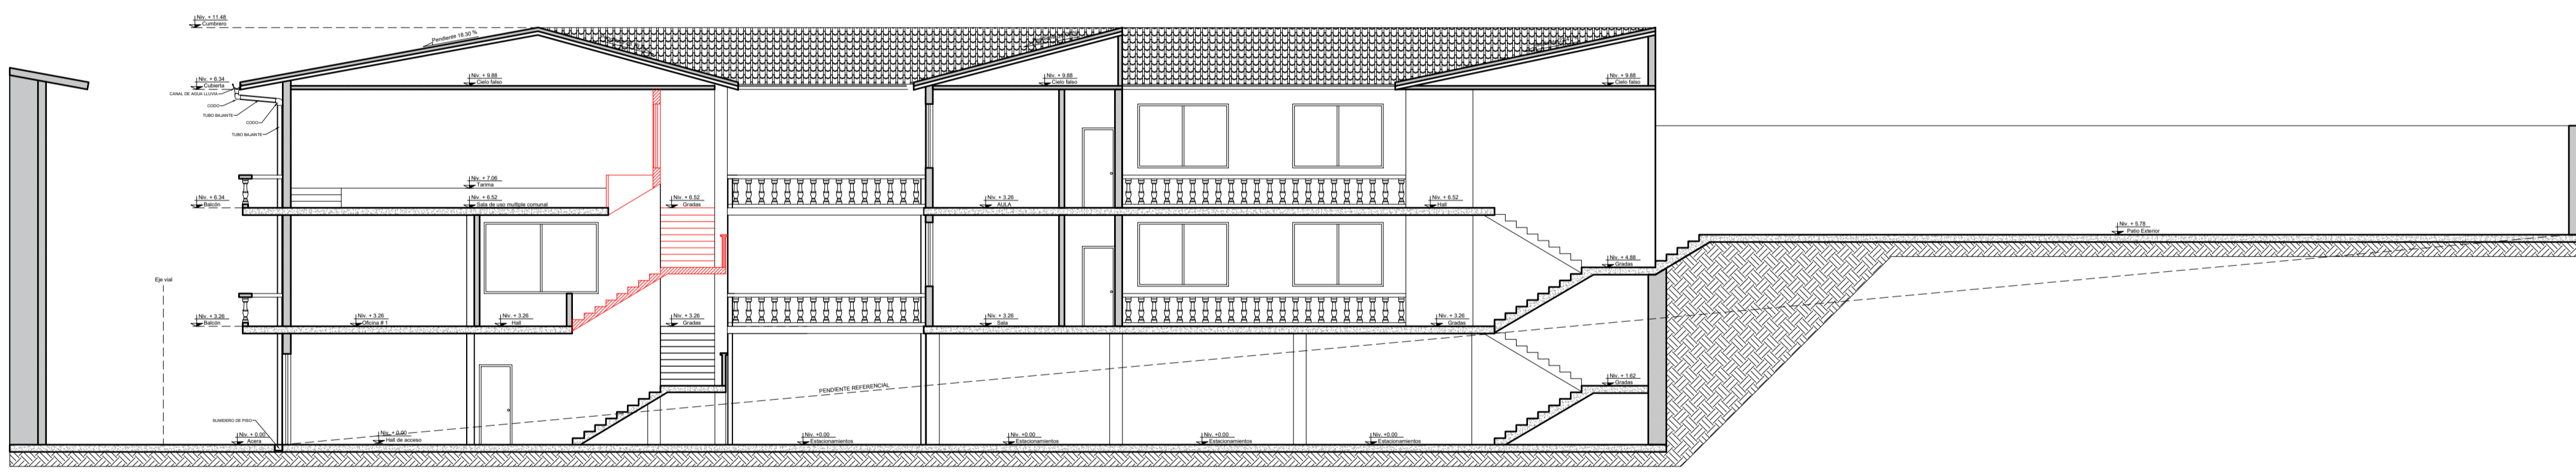 Niv. + 11.48
Cumbrero
Pendiente 18.30 %
Niv. + 6.34
Cubierta
Niv. + 9.88
Cielo falso
Niv. + 9.88
Cielo falso
Niv. + 9.88
Cielo falso
CANAL DE AGUA LLUVIA
CODO
TUBO BAJANTE
CODO
TUBO BAJANTE
Niv. + 7.06
Tarima
Niv. + 6.34
Balcón
Niv. + 6.52
Sala de uso multiple comunal
Niv. + 6.52
Gradas
Niv. + 3.26
AULA
Niv. + 6.52
Hall
Niv. + 5.78
Patio Exterior
Niv. + 4.88
Gradas
Eje vial
Niv. + 3.26
Balcón
Niv. + 3.26
Oficina # 1
Niv. + 3.26
Hall
Niv. + 3.26
Gradas
Niv. + 3.26
Sala
Niv. + 3.26
Gradas
PENDIENTE REFERENCIAL
Niv. + 1.62
Gradas
SUMIDERO DE PISO
Niv. + 0.00
Acera
Niv. + 0.00
Hall de acceso
Niv. +0.00
Estacionamientos
Niv. +0.00
Estacionamientos
Niv. +0.00
Estacionamientos
Niv. +0.00
Estacionamientos